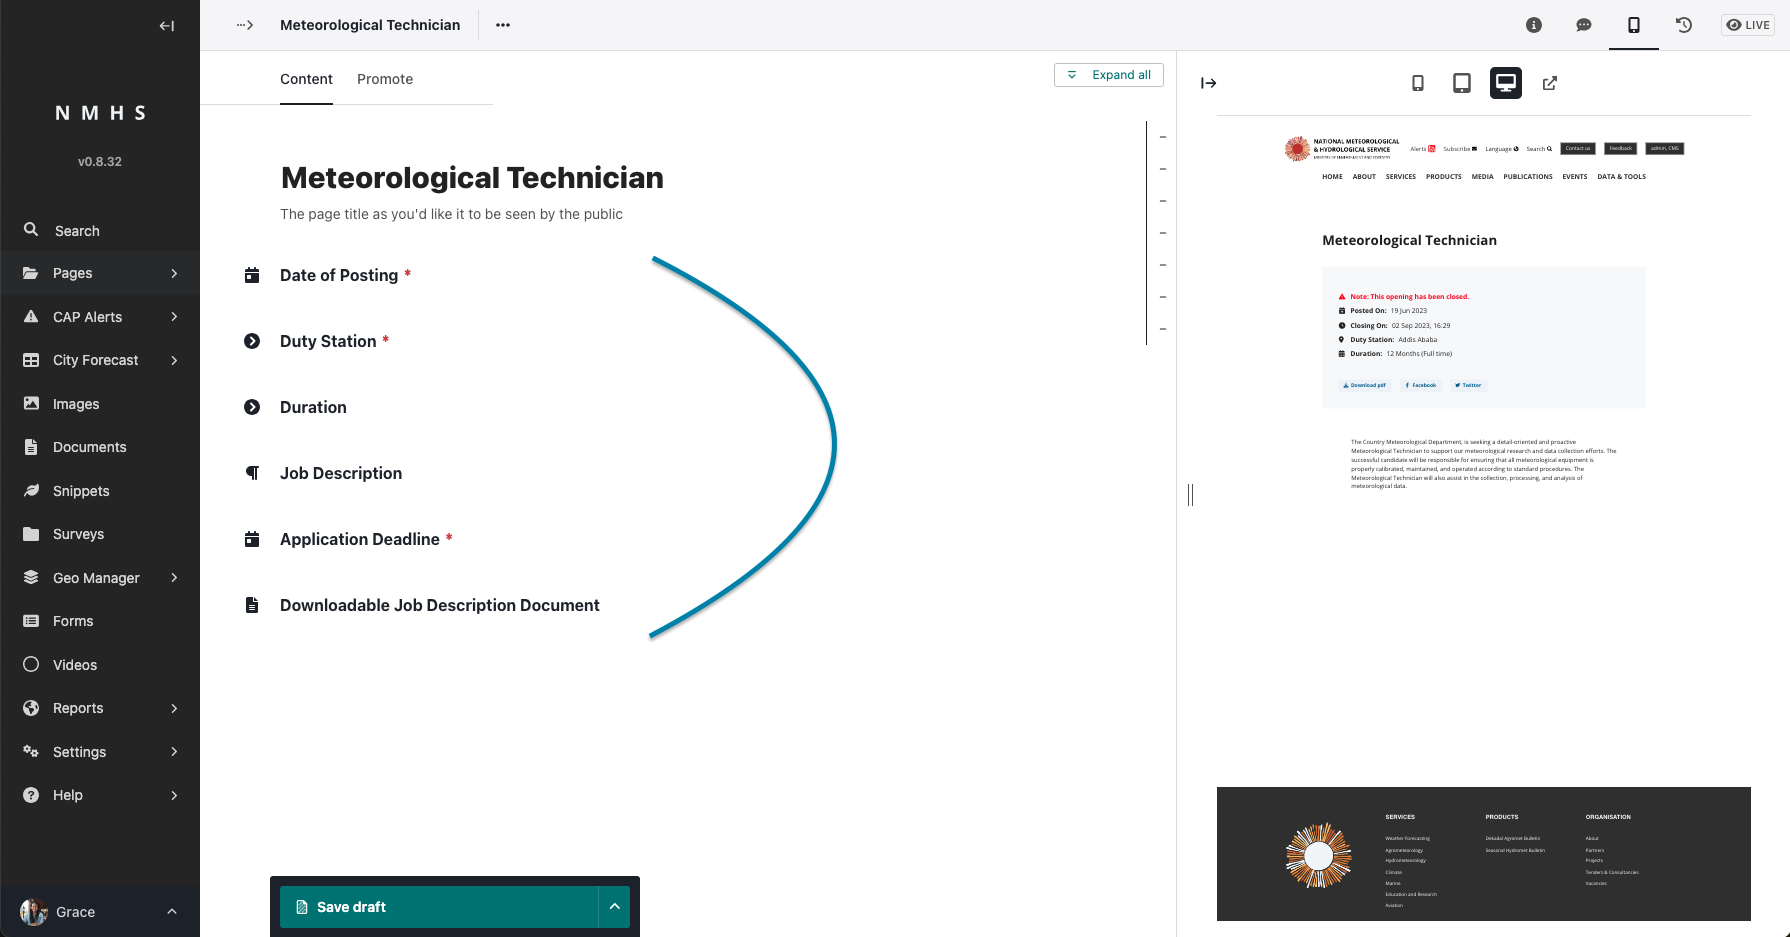 NMHS
v0.8.32
Search
Pages
CAP Alerts
City Forecast
Images
Documents
Snippets
Surveys
Geo Manager
Forms
Videos
Reports
Settings
Help
Grace
Meteorological Technician
LIVE
Content
Promote
Expand all
Meteorological Technician
The page title as you'd like it to be seen by the public
Date of Posting *
Duty Station *
Duration
Job Description
Application Deadline *
Downloadable Job Description Document
Save draft
NATIONAL METEOROLOGICAL
& HYDROLOGICAL SERVICE
MINISTRY OF ENVIRONMENT AND FORESTRY
Alerts Subscribe Language Search Contact us Feedback admin, CMS
HOME ABOUT SERVICES PRODUCTS MEDIA PUBLICATIONS EVENTS DATA & TOOLS
Meteorological Technician
Note: This opening has been closed.
Posted On: 19 Jun 2023
Closing On: 02 Sep 2023, 16:29
Duty Station: Addis Ababa
Duration: 12 Months (Full time)
Download pdf Facebook Twitter
The Country Meteorological Department, is seeking a detail-oriented and proactive
Meteorological Technician to support our meteorological research and data collection efforts. The
successful candidate will be responsible for ensuring that all meteorological equipment is
properly calibrated, maintained, and operated according to standard procedures. The
Meteorological Technician will also assist in the collection, processing, and analysis of
meteorological data.
SERVICES
Weather Forecasting
Agrometeorology
Hydrometeorology
Climate
Marine
Education and Research
Aviation
PRODUCTS
Dekadal Agromet Bulletin
Seasonal Hydromet Bulletin
ORGANISATION
About
Partners
Projects
Tenders & Consultancies
Vacancies